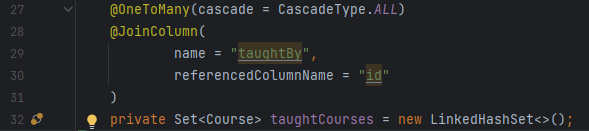 27 @OneToMany(cascade = CascadeType.ALL)
28 @JoinColumn(
29 name = "taughtBy",
30 referencedColumnName = "id"
31 )
32 private Set<Course> taughtCourses = new LinkedHashSet<>();